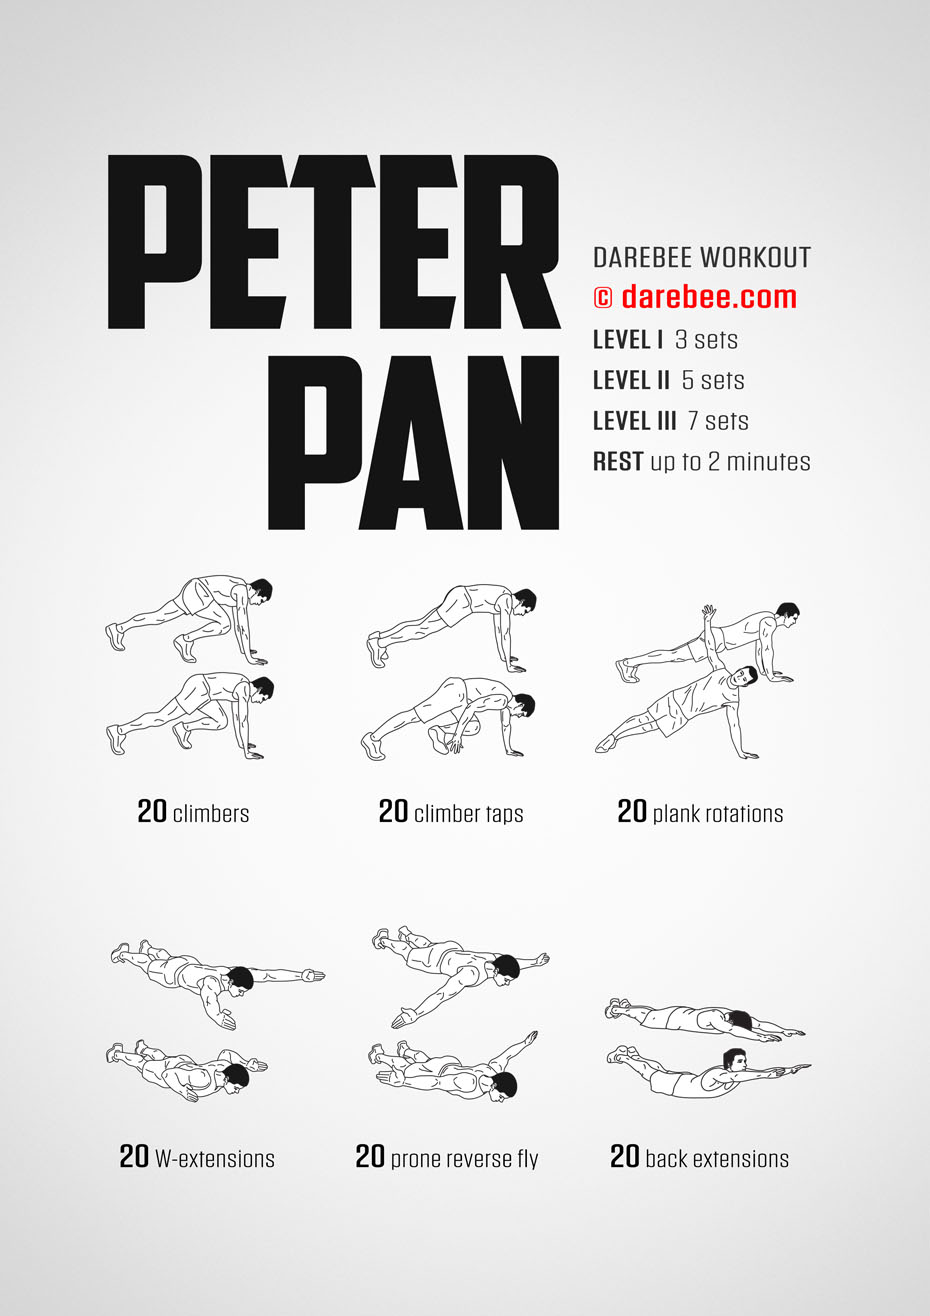 PETER
PAN
DAREBEE WORKOUT
© darebee.com
LEVEL I 3 sets
LEVEL II 5 sets
LEVEL III 7 sets
REST up to 2 minutes
20 climbers
20 climber taps
20 plank rotations
20 W-extensions
20 prone reverse fly
20 back extensions